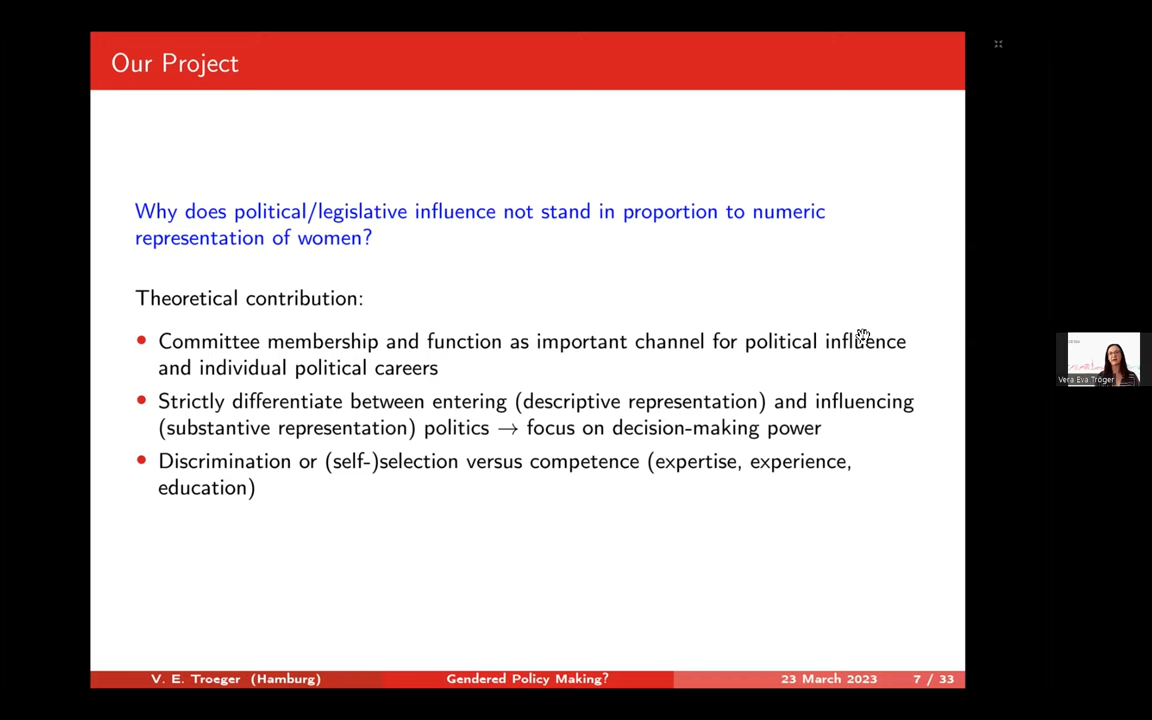 Our Project
Why does political/legislative influence not stand in proportion to numeric
representation of women?
Theoretical contribution:
• Committee membership and function as important channel for political influence
and individual political careers
• Strictly differentiate between entering (descriptive representation) and influencing
(substantive representation) politics → focus on decision-making power
• Discrimination or (self-)selection versus competence (expertise, experience,
education)
Vera Eva Tröger
V. E. Troeger (Hamburg) Gendered Policy Making? 23 March 2023 7 / 33